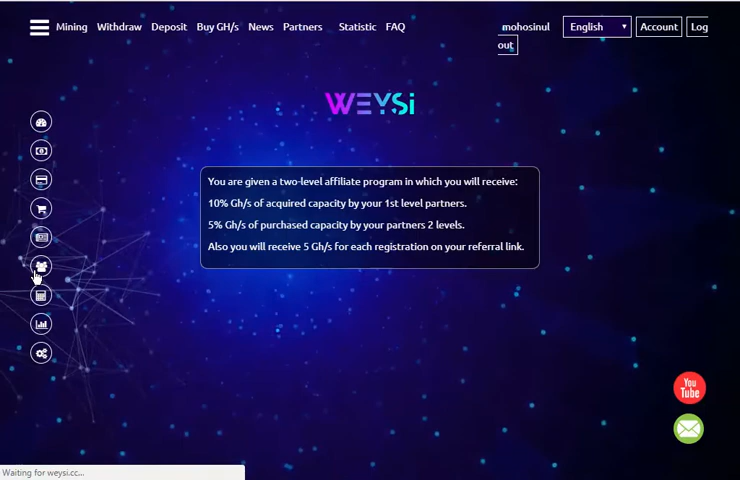 Mining Withdraw Deposit Buy GH/s News Partners Statistic FAQ mohosinul English Account Log
out
WEYSi
You are given a two-level affiliate program in which you will receive:
10% Gh/s of acquired capacity by your 1st level partners.
5% Gh/s of purchased capacity by your partners 2 levels.
Also you will receive 5 Gh/s for each registration on your referral link.
You
Tube
Waiting for weysi.cc...